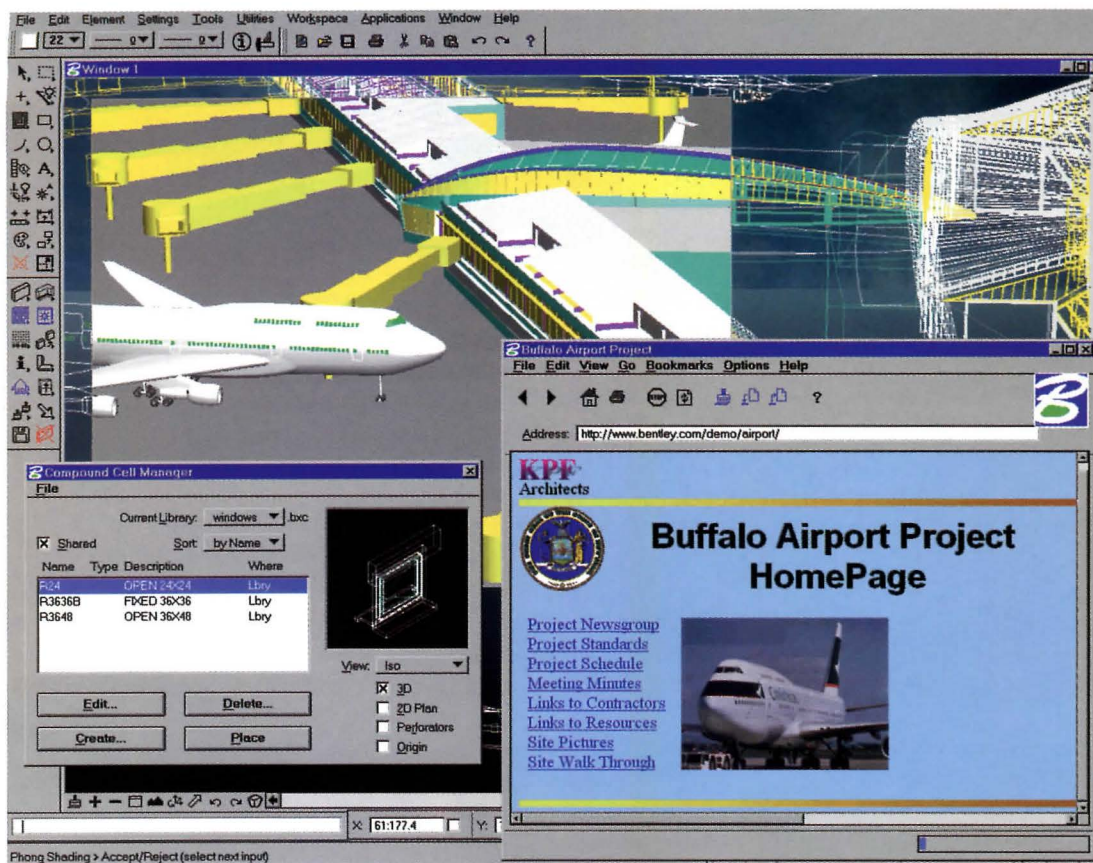 File Edit Element Settings Tools Utilities Workspace Applications Window Help
22 0 0
Window 1
Buffalo Airport Project
File Edit View Go Bookmarks Options Help
STOP
Address: http://www.bentley.com/demo/airport/
KPF
Architects
Buffalo Airport Project
HomePage
Project Newsgroup
Project Standards
Project Schedule
Meeting Minutes
Links to Contractors
Links to Resources
Site Pictures
Site Walk Through
Compound Cell Manager
File
Current Library: windows .bxc
Shared Sort: by Name
Name Type Description Where
R24 OPEN 24X24 Lbry
R3636B FIXED 36X36 Lbry
R3648 OPEN 36X48 Lbry
View: Iso
3D
2D Plan
Perforators
Origin
Edit... Delete...
Create... Place
X: 61:177.4 Y:
Phong Shading > Accept/Reject (select next input)